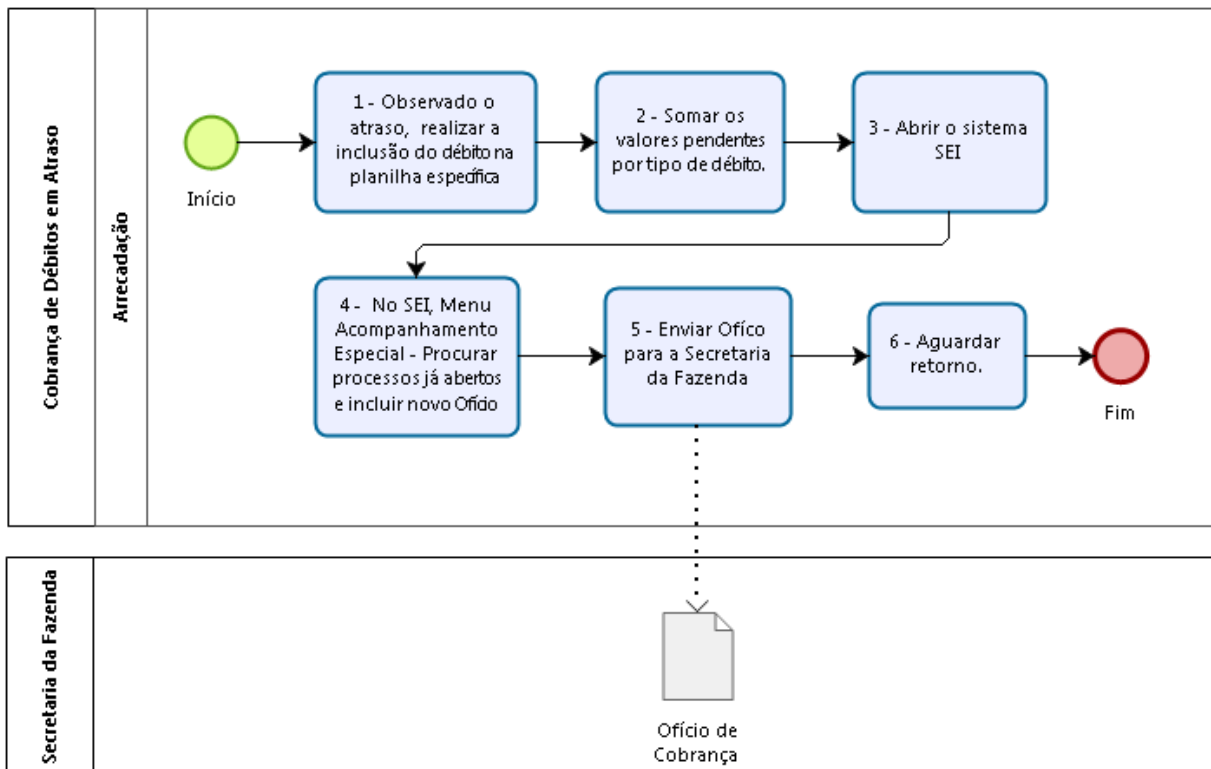 Cobrança de Débitos em Atraso
Arrecadação
Início
1 - Observado o
atraso, realizar a
inclusão do débito na
planilha específica
2 - Somar os
valores pendentes
por tipo de débito.
3 - Abrir o sistema
SEI
4 - No SEI, Menu
Acompanhamento
Especial - Procurar
processos já abertos
e incluir novo Ofício
5 - Enviar Ofíco
para a Secretaria
da Fazenda
6 - Aguardar
retorno.
Fim
Secretaria da Fazenda
Ofício de
Cobrança